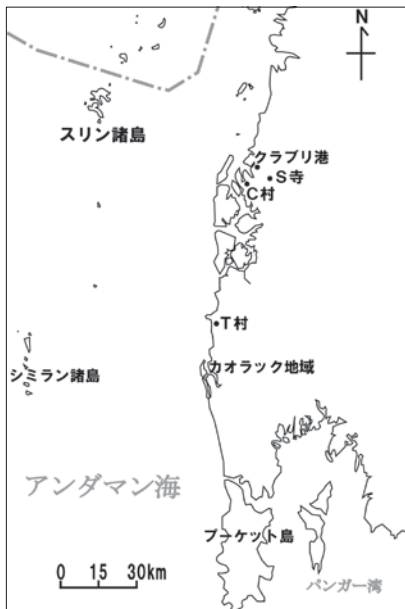 N
スリン諸島
クラブリ港
S寺
C村
T村
シミラン諸島
カオラック地域
アンダマン海
プーケット島
0 15 30km
パンガー湾